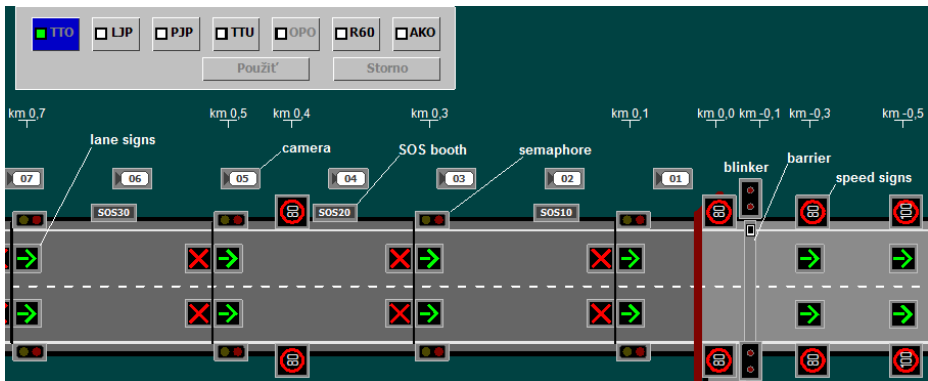 TTO LJP PJP TTU OPO R60 AKO
Použiť Storno
km 0,7 km 0,5 km 0,4 km 0,3 km 0,1 km 0,0 km -0,1 km -0,3 km -0,5
lane signs camera SOS booth semaphore blinker barrier speed signs
07 06 05 04 03 02 01
SOS30 SOS20 SOS10
80 80 80 100
80 80 80 100